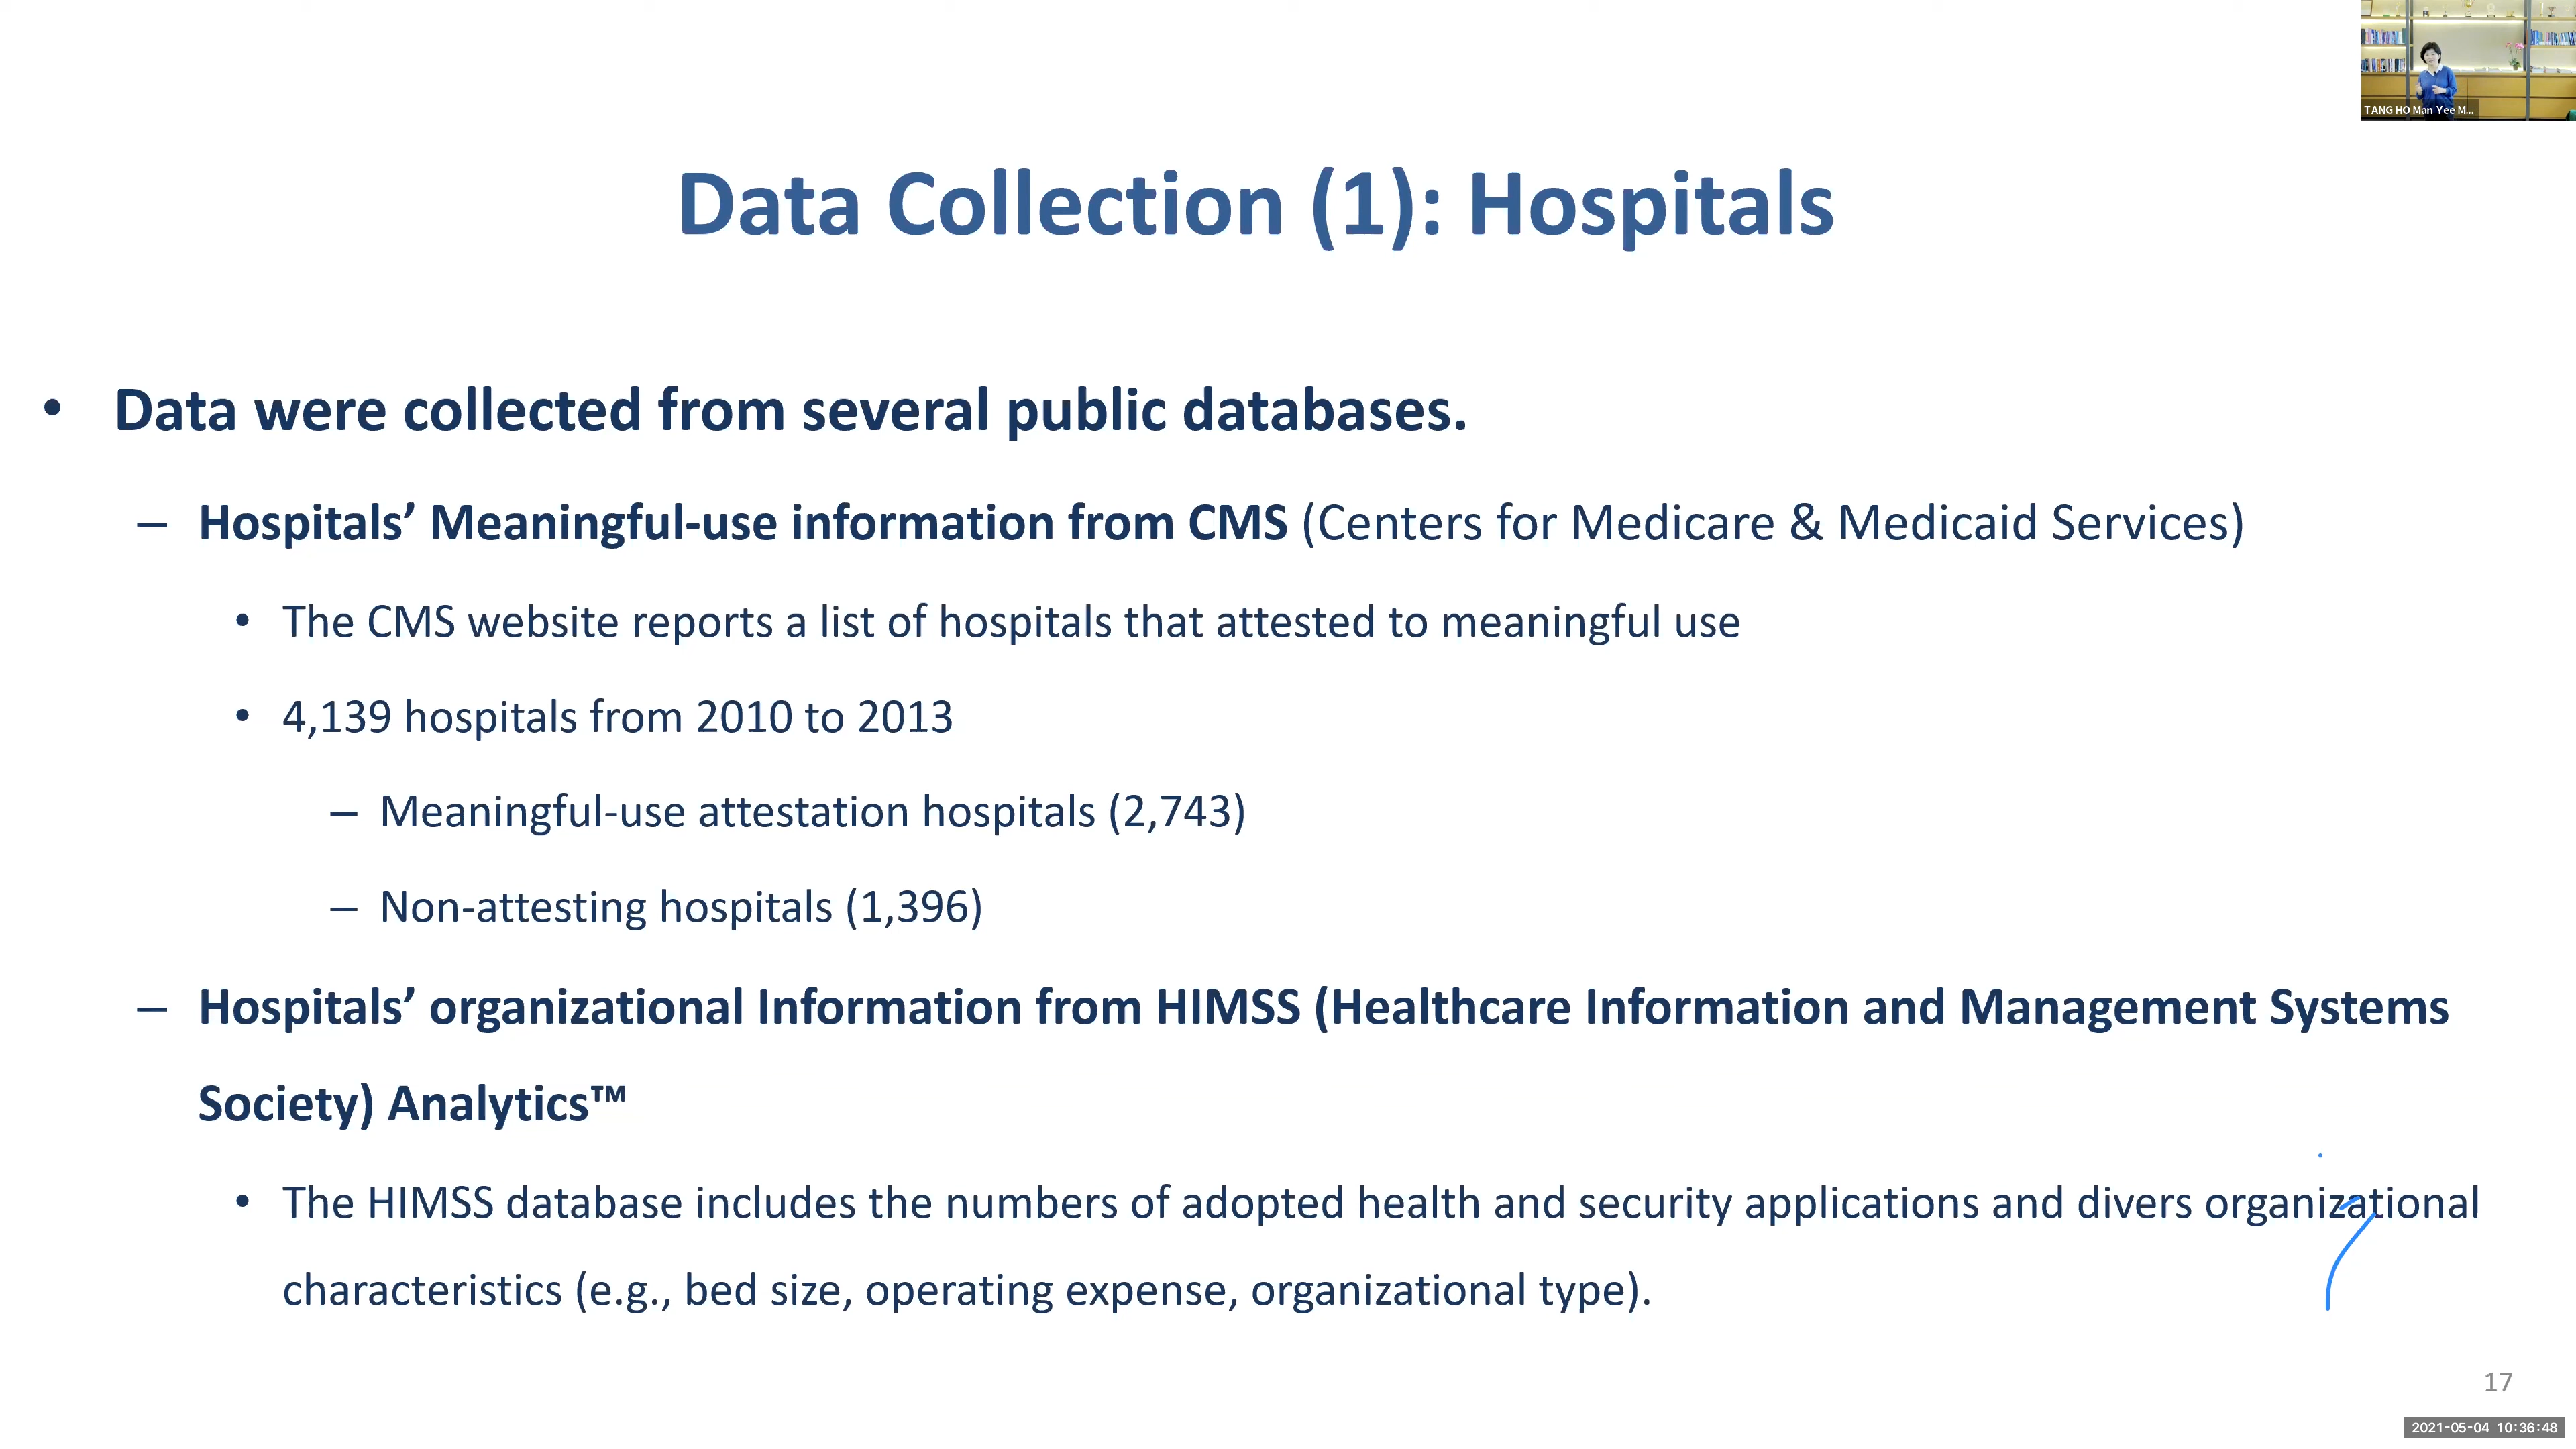 TANG HO Man Yee M...
Data Collection (1): Hospitals
• Data were collected from several public databases.
– Hospitals’ Meaningful-use information from CMS (Centers for Medicare & Medicaid Services)
• The CMS website reports a list of hospitals that attested to meaningful use
• 4,139 hospitals from 2010 to 2013
– Meaningful-use attestation hospitals (2,743)
– Non-attesting hospitals (1,396)
– Hospitals’ organizational Information from HIMSS (Healthcare Information and Management Systems
Society) Analytics™
• The HIMSS database includes the numbers of adopted health and security applications and divers organizational
characteristics (e.g., bed size, operating expense, organizational type).
17
2021-05-04 10:36:48